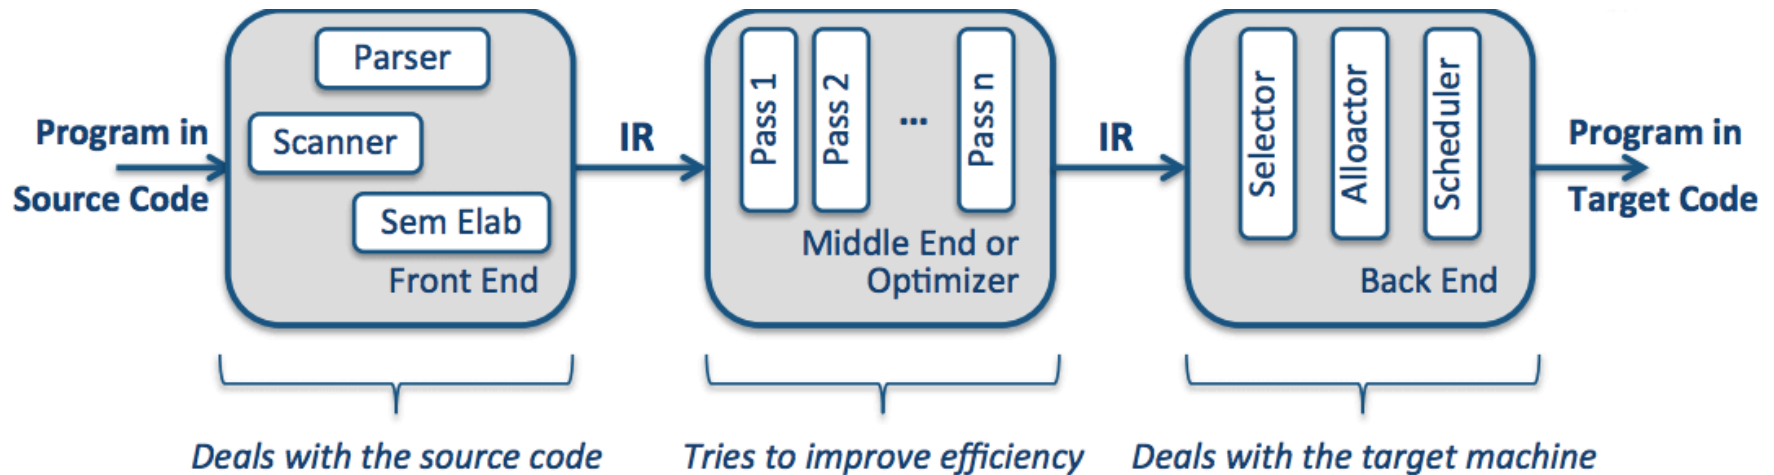 Program in
Source Code
Parser
Scanner
Sem Elab
Front End
IR
Pass 1
Pass 2
...
Pass n
Middle End or
Optimizer
IR
Selector
Alloactor
Scheduler
Back End
Program in
Target Code
Deals with the source code
Tries to improve efficiency
Deals with the target machine